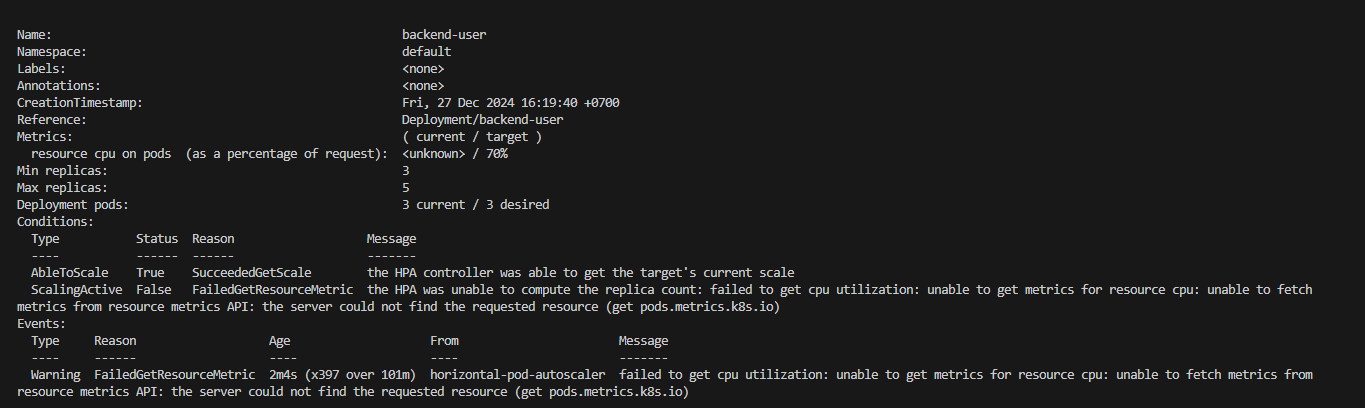 Name: backend-user
Namespace: default
Labels: <none>
Annotations: <none>
CreationTimestamp: Fri, 27 Dec 2024 16:19:40 +0700
Reference: Deployment/backend-user
Metrics: ( current / target )
resource cpu on pods (as a percentage of request): <unknown> / 70%
Min replicas: 3
Max replicas: 5
Deployment pods: 3 current / 3 desired
Conditions:
Type Status Reason Message
---- ------ ------ -------
AbleToScale True SucceededGetScale the HPA controller was able to get the target's current scale
ScalingActive False FailedGetResourceMetric the HPA was unable to compute the replica count: failed to get cpu utilization: unable to get metrics for resource cpu: unable to fetch
metrics from resource metrics API: the server could not find the requested resource (get pods.metrics.k8s.io)
Events:
Type Reason Age From Message
---- ------ ---- ---- -------
Warning FailedGetResourceMetric 2m4s (x397 over 101m) horizontal-pod-autoscaler failed to get cpu utilization: unable to get metrics for resource cpu: unable to fetch metrics from
resource metrics API: the server could not find the requested resource (get pods.metrics.k8s.io)